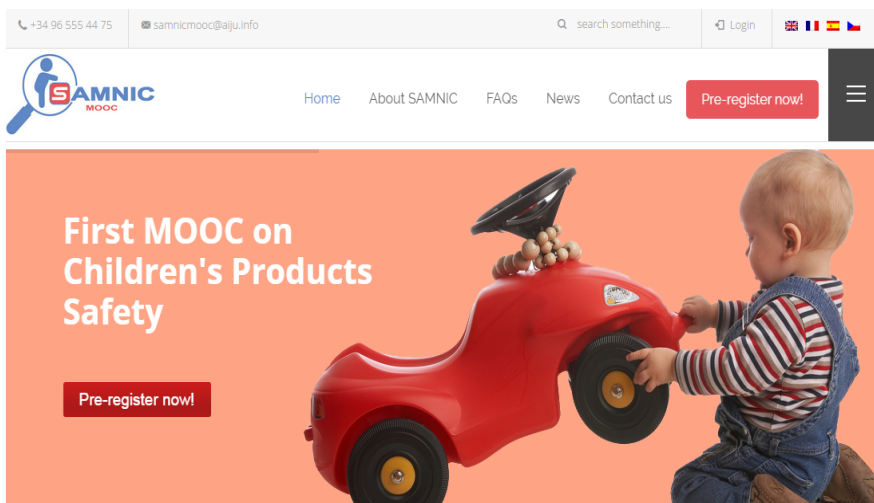 +34 96 555 44 75
samnicmooc@aiju.info
search something....
Login
SAMNIC
MOOC
Home
About SAMNIC
FAQs
News
Contact us
Pre-register now!
First MOOC on
Children's Products
Safety
Pre-register now!